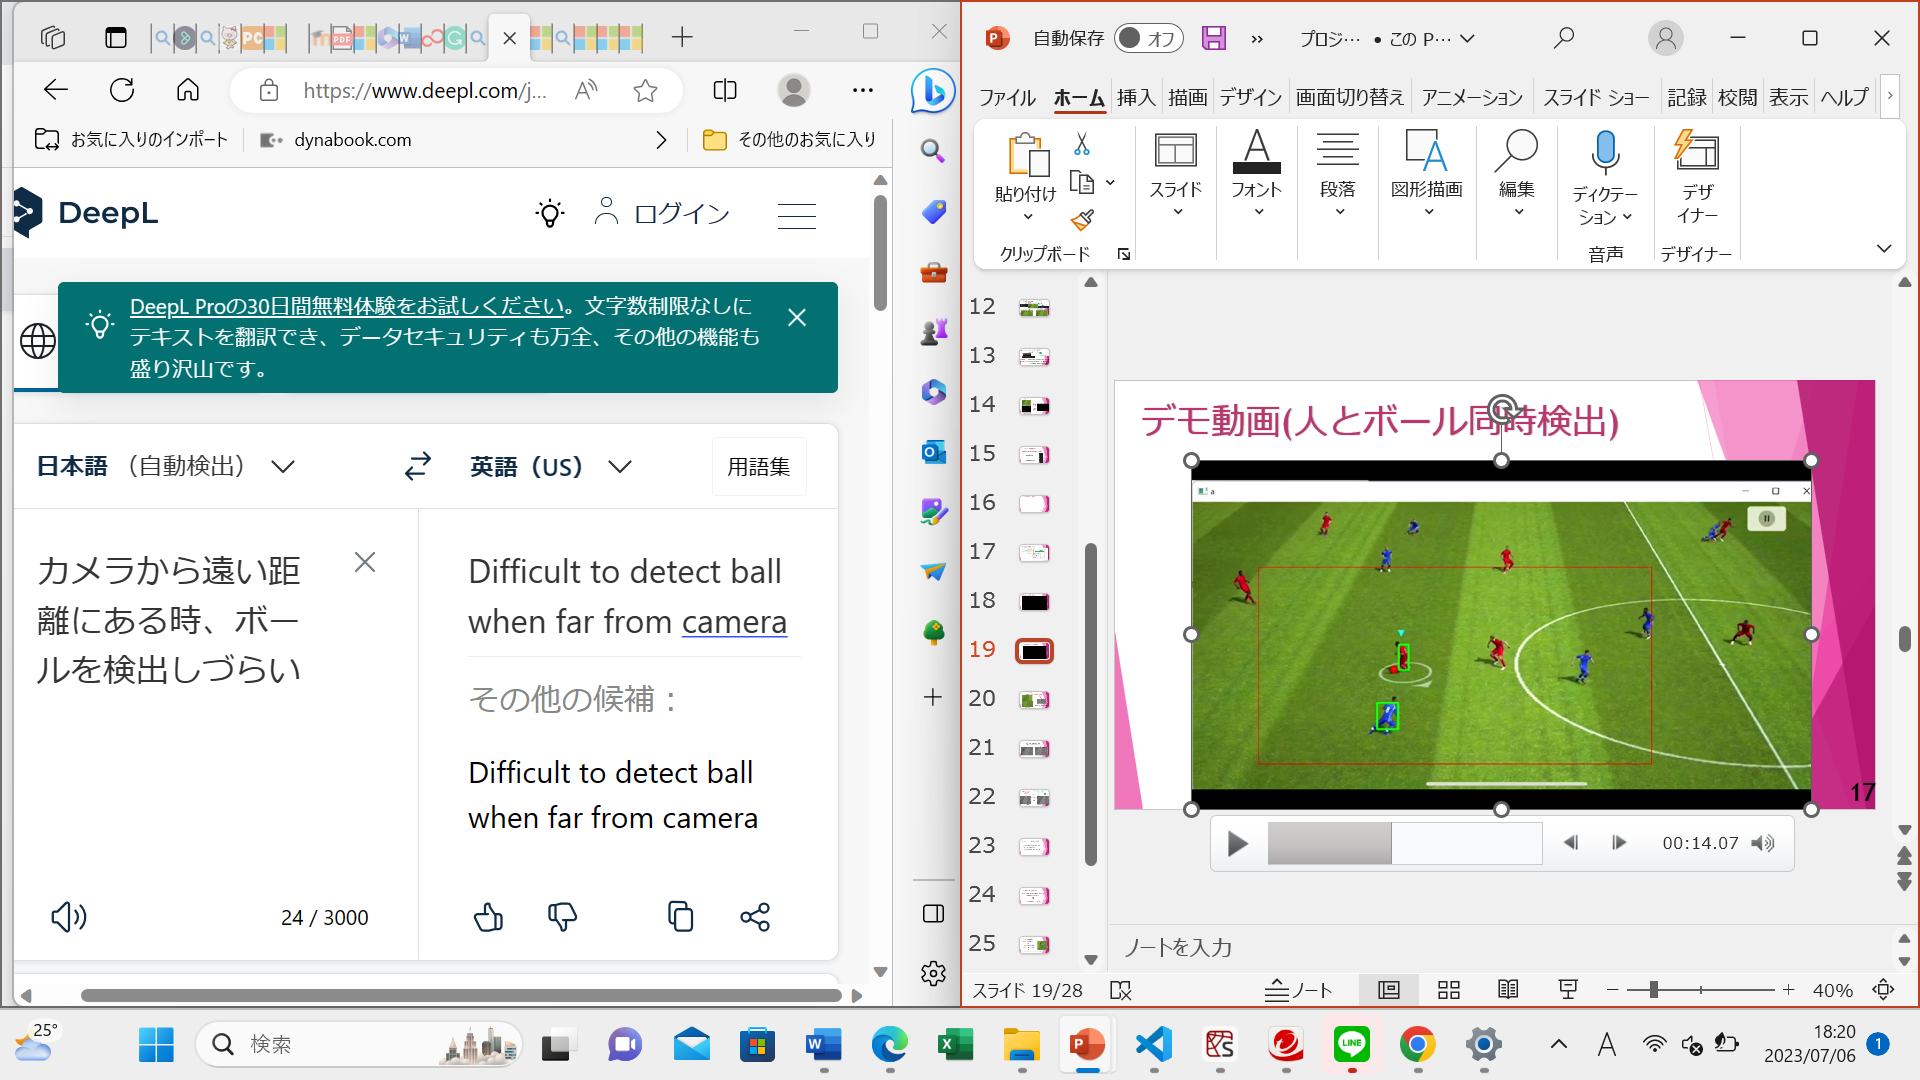 https://www.deepl.com/j...
お気に入りのインポート
dynabook.com
その他のお気に入り
DeepL
ログイン
DeepL Proの30日間無料体験をお試しください。文字数制限なしに
テキストを翻訳でき、データセキュリティも万全、その他の機能も
盛り沢山です。
日本語 （自動検出）
英語（US）
用語集
カメラから遠い距
離にある時、ボー
ルを検出しづらい
Difficult to detect ball
when far from camera
その他の候補：
Difficult to detect ball
when far from camera
24 / 3000
自動保存
オフ
プロジ… • この P…
ファイル
ホーム
挿入
描画
デザイン
画面切り替え
アニメーション
スライド ショー
記録
校閲
表示
ヘルプ
貼り付け
クリップボード
スライド
フォント
段落
図形描画
編集
ディクテー
ション
音声
デザ
イナー
デザイナー
12
13
14
15
16
17
18
19
20
21
22
23
24
25
デモ動画(人とボール同時検出)
a
17
00:14.07
ノートを入力
スライド 19/28
ノート
40%
25°
検索
A
18:20
2023/07/06
1